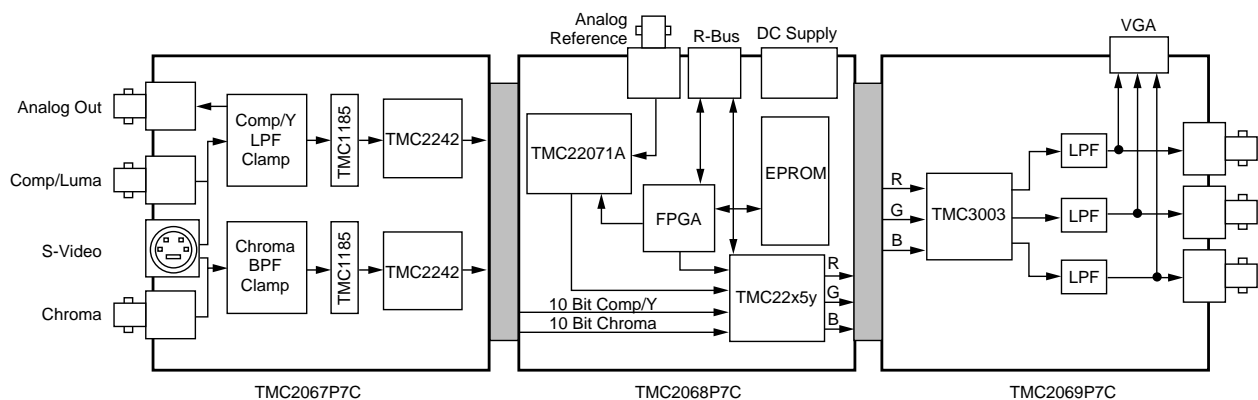 Analog Out
Comp/Luma
S-Video
Chroma
Comp/Y
LPF
Clamp
TMC1185
TMC2242
Chroma
BPF
Clamp
TMC1185
TMC2242
TMC2067P7C
Analog
Reference
R-Bus
DC Supply
TMC22071A
FPGA
EPROM
TMC22x5y
10 Bit Comp/Y
10 Bit Chroma
R
G
B
TMC2068P7C
VGA
R
G
B
TMC3003
LPF
LPF
LPF
TMC2069P7C